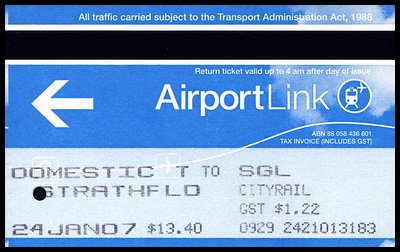 All traffic carried subject to the Transport Administration Act, 1988
Return ticket valid up to 4 am after day of issue
AirportLink
ABN 88 058 436 801
TAX INVOICE (INCLUDES GST)
DOMESTIC T TO SGL
STRATHFLO CITYRAIL
GST $1.22
24JAN07 $13.40 0929 2421013183